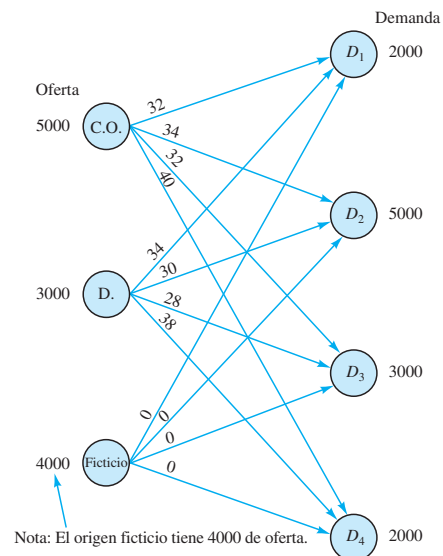 Demanda
D1
2000
Oferta
5000
C.O.
32
34
32
40
D2
5000
3000
D.
34
30
28
38
D3
3000
4000
Ficticio
0
0
0
0
D4
2000
Nota: El origen ficticio tiene 4000 de oferta.